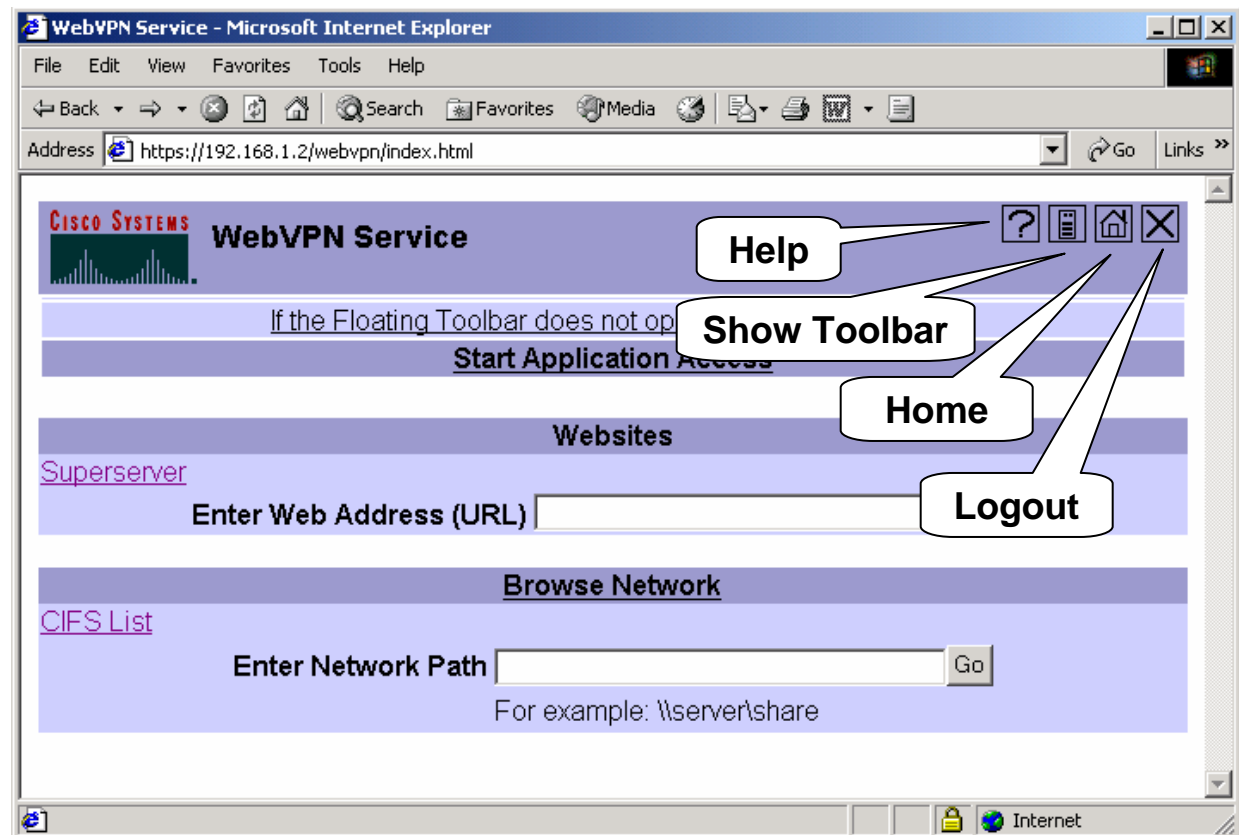 WebVPN Service - Microsoft Internet Explorer
File Edit View Favorites Tools Help
Back Search Favorites Media
Address https://192.168.1.2/webvpn/index.html Go Links »
CISCO SYSTEMS
WebVPN Service
Help
If the Floating Toolbar does not op
Show Toolbar
Start Application Access
Home
Websites
Superserver
Enter Web Address (URL)
Logout
Browse Network
CIFS List
Enter Network Path Go
For example: \\server\share
Internet